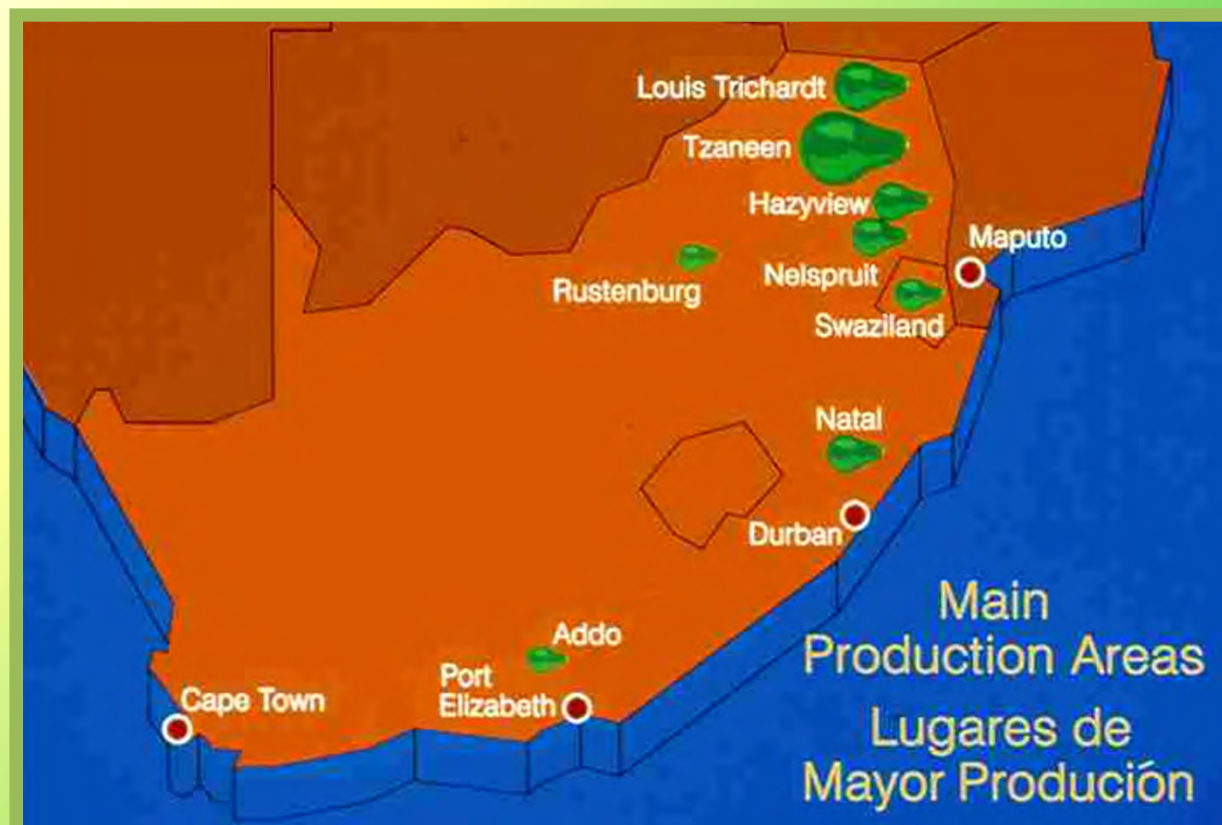 Louis Trichardt
Tzaneen
Hazyview
Maputo
Nelspruit
Rustenburg
Swaziland
Natal
Durban
Addo
Port
Elizabeth
Cape Town
Main
Production Areas
Lugares de
Mayor Produción